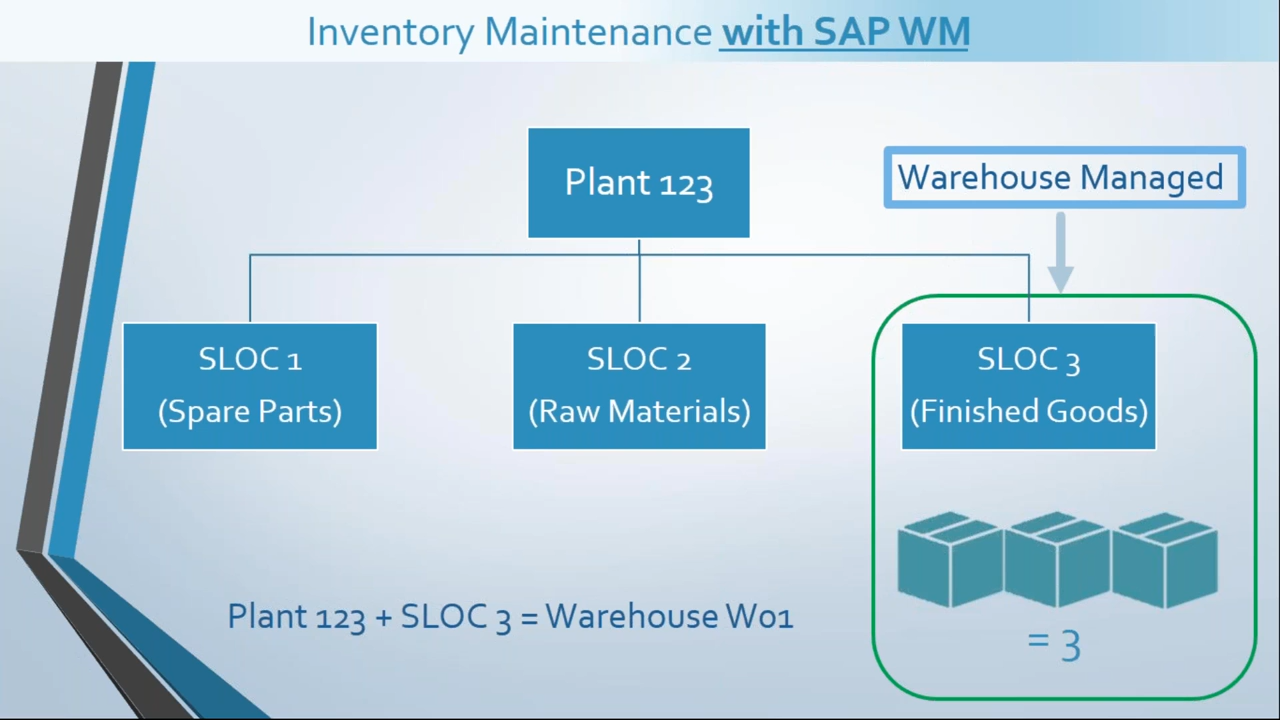 Inventory Maintenance with SAP WM
Plant 123
Warehouse Managed
SLOC 1
(Spare Parts)
SLOC 2
(Raw Materials)
SLOC 3
(Finished Goods)
Plant 123 + SLOC 3 = Warehouse W01
= 3